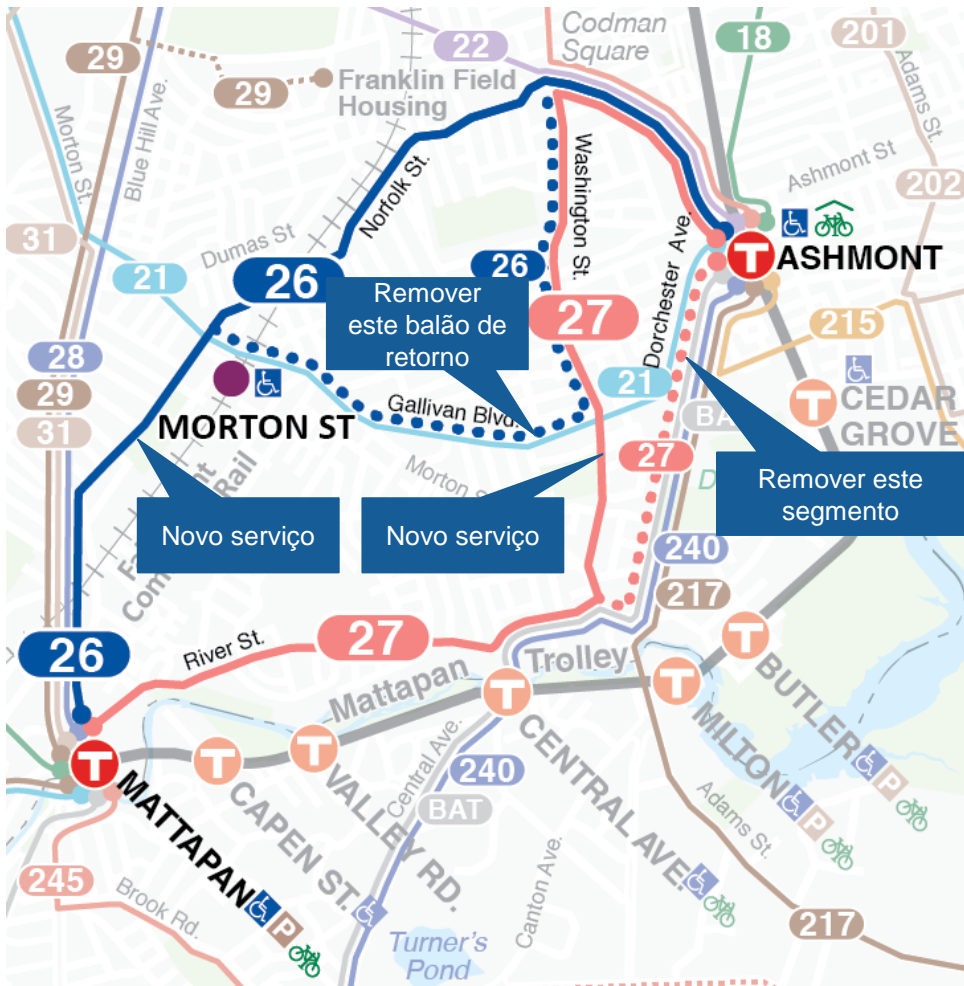 Codman
Square
29
22
18
201
29
Franklin Field
Housing
Adams St.
Morton St.
Blue Hill Ave.
Norfolk St.
Washington St.
Ashmont St
202
31
Dumas St
21
26
26
Dorchester Ave.
T ASHMONT
Remover
este balão de
retorno
27
215
28
29
31
21
T CEDAR
GROVE
MORTON ST
Gallivan Blvd.
BAT
Morton St
27
Remover este
segmento
Novo serviço
Novo serviço
240
217
26
River St.
27
Mattapan
Trolley
T
T
T
T
T
T
T
BUTLER
P
MILTON
P
CENTRAL AVE.
VALLEY RD.
CAPEN ST.
MATTAPAN
P
Central Ave.
240
BAT
Adams St.
245
Brook Rd.
Canton Ave.
217
Turner's
Pond